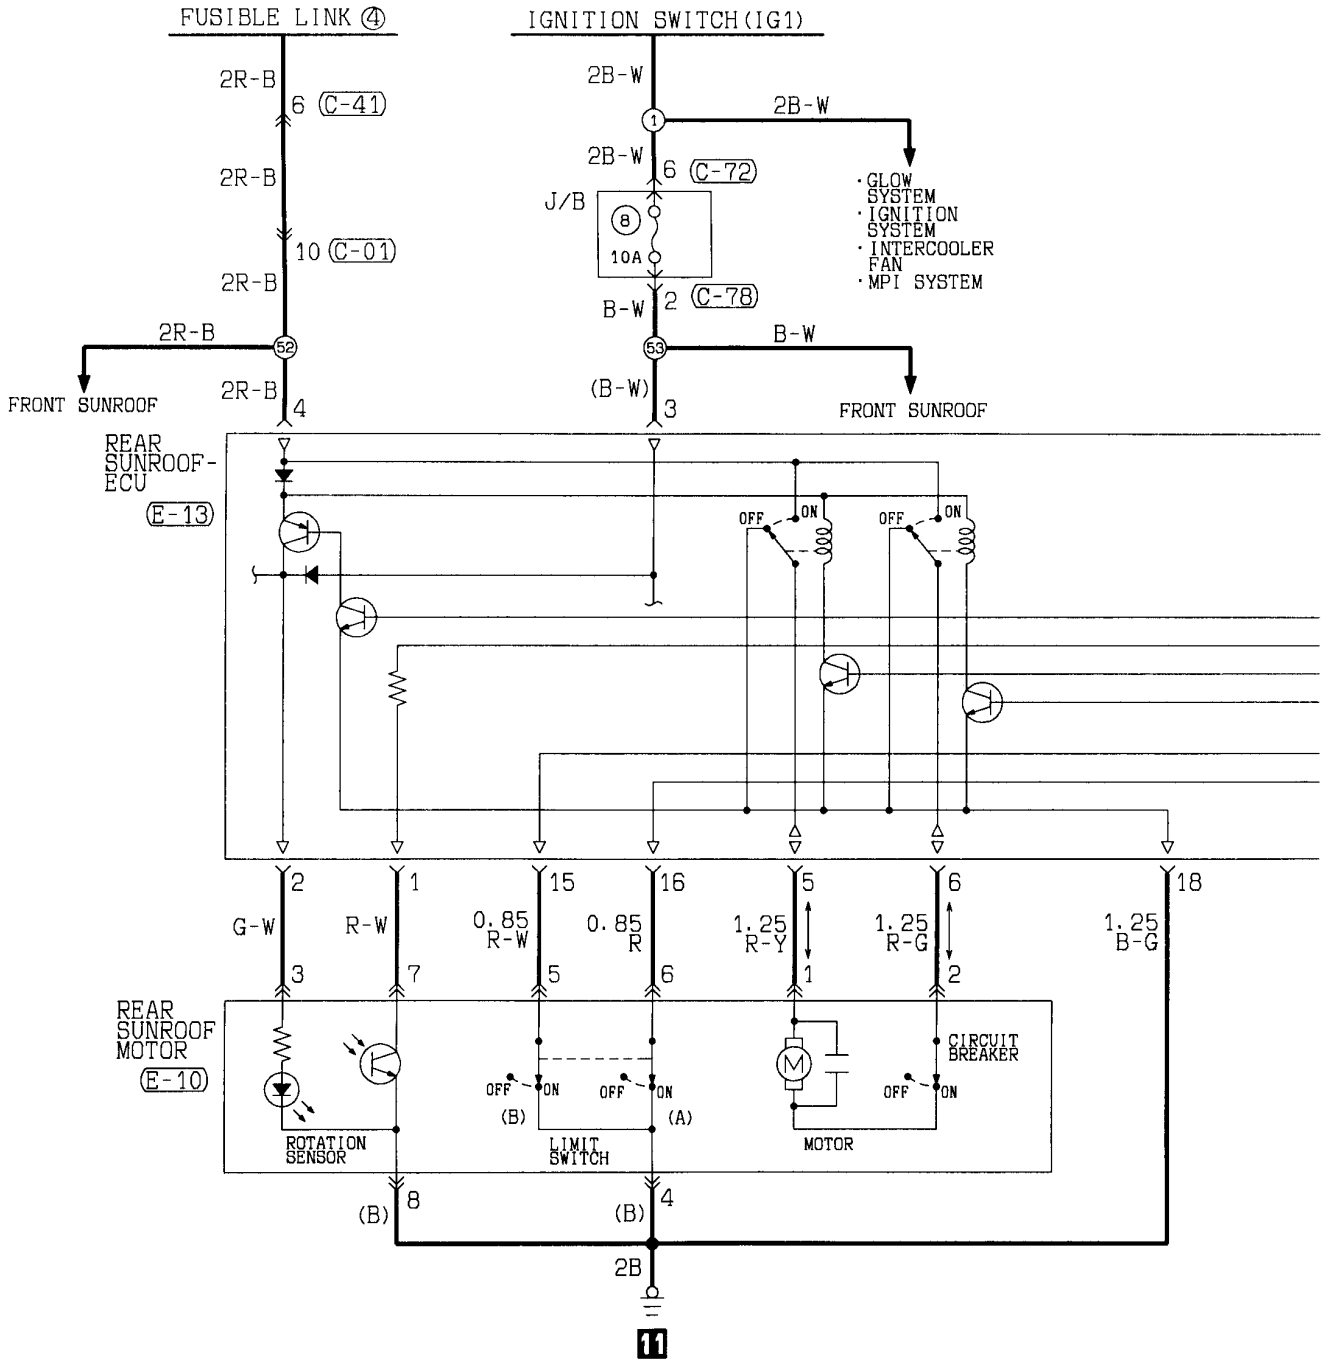 FUSIBLE LINK ④
IGNITION SWITCH(IG1)
2R-B
2B-W
6 (C-41)
1
2B-W
2R-B
2B-W
6 (C-72)
J/B
8
10A
· GLOW
SYSTEM
· IGNITION
SYSTEM
· INTERCOOLER
FAN
· MPI SYSTEM
10 (C-01)
2R-B
B-W
2 (C-78)
2R-B
52
53
B-W
FRONT SUNROOF
2R-B
4
(B-W)
3
FRONT SUNROOF
REAR
SUNROOF-
ECU
(E-13)
OFF
ON
OFF
ON
2
1
15
16
5
6
18
G-W
R-W
0.85
R-W
0.85
R
1.25
R-Y
1.25
R-G
1.25
B-G
3
7
5
6
1
2
REAR
SUNROOF
MOTOR
(E-10)
M
CIRCUIT
BREAKER
OFF
ON
OFF
ON
OFF
ON
(B)
(A)
ROTATION
SENSOR
LIMIT
SWITCH
MOTOR
8
(B)
4
(B)
2B
11